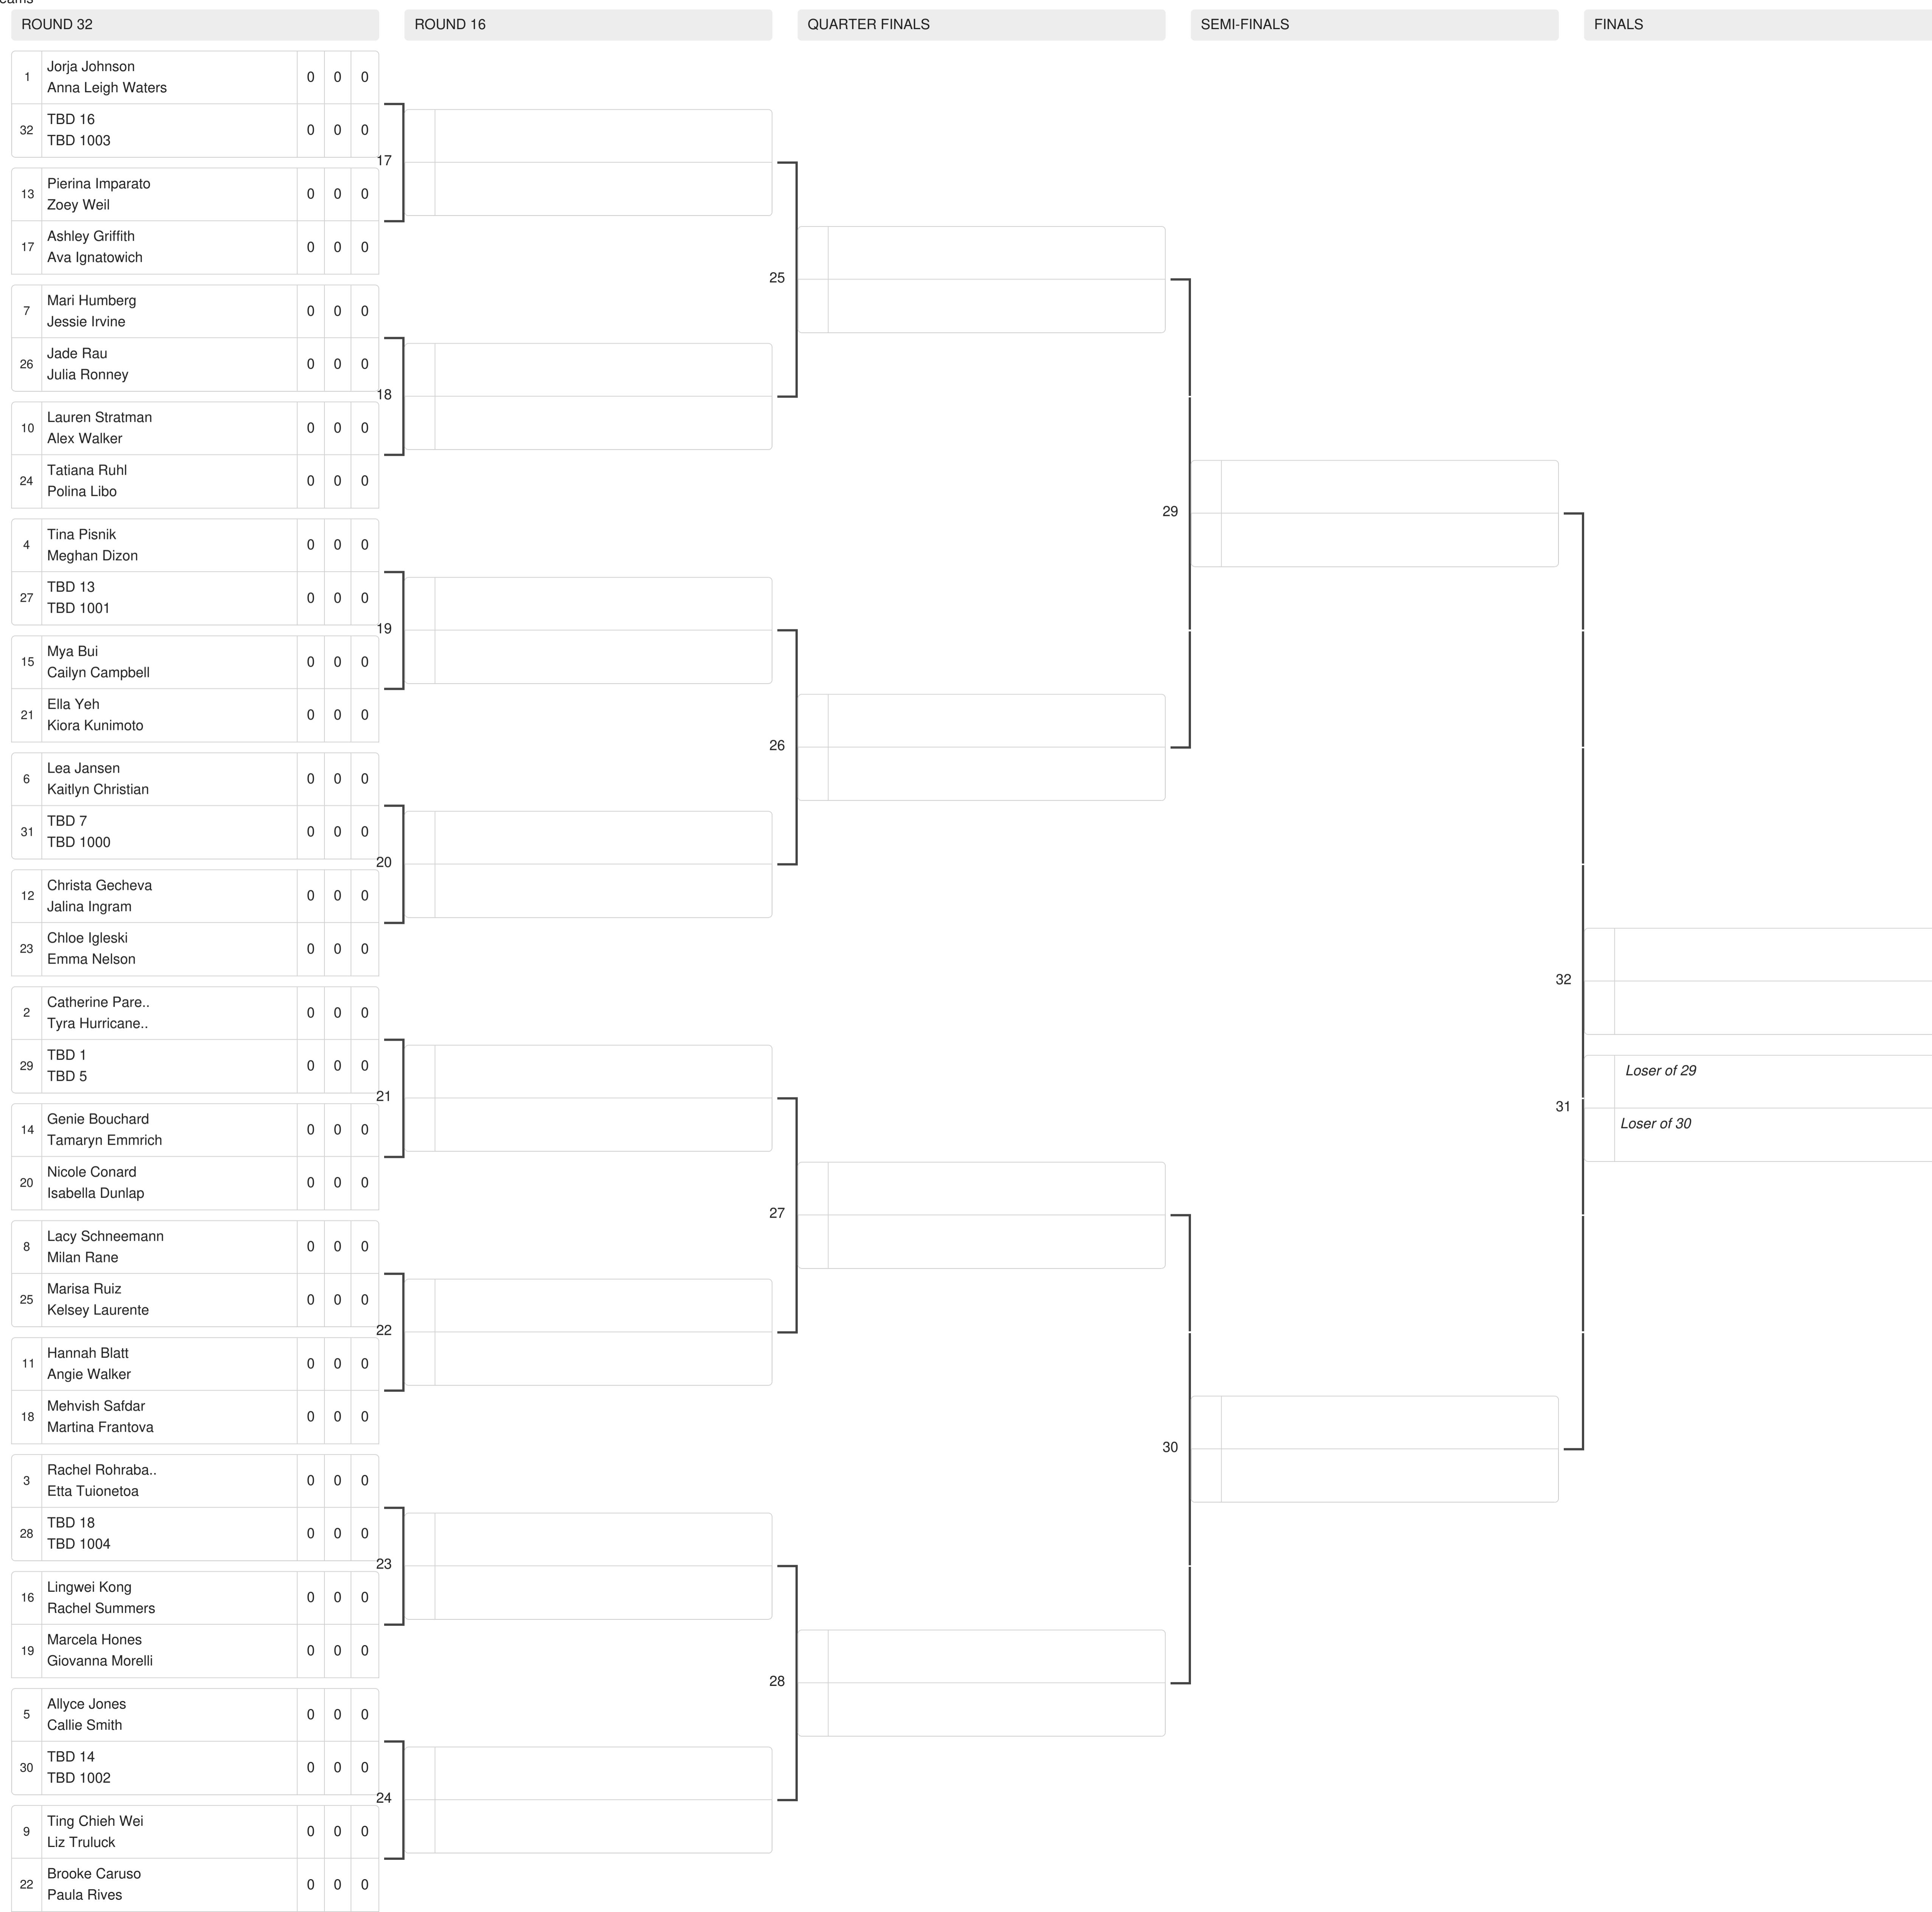 ROUND 32
ROUND 16
QUARTER FINALS
SEMI-FINALS
FINALS
1
Jorja Johnson
Anna Leigh Waters
0 0 0
32
TBD 16
TBD 1003
0 0 0
17
13
Pierina Imparato
Zoey Weil
0 0 0
17
Ashley Griffith
Ava Ignatowich
0 0 0
25
7
Mari Humberg
Jessie Irvine
0 0 0
26
Jade Rau
Julia Ronney
0 0 0
18
10
Lauren Stratman
Alex Walker
0 0 0
24
Tatiana Ruhl
Polina Libo
0 0 0
29
4
Tina Pisnik
Meghan Dizon
0 0 0
27
TBD 13
TBD 1001
0 0 0
19
15
Mya Bui
Cailyn Campbell
0 0 0
21
Ella Yeh
Kiora Kunimoto
0 0 0
26
6
Lea Jansen
Kaitlyn Christian
0 0 0
31
TBD 7
TBD 1000
0 0 0
20
12
Christa Gecheva
Jalina Ingram
0 0 0
23
Chloe Igleski
Emma Nelson
0 0 0
32
2
Catherine Pare..
Tyra Hurricane..
0 0 0
29
TBD 1
TBD 5
0 0 0
21
Loser of 29
31
Loser of 30
14
Genie Bouchard
Tamaryn Emmrich
0 0 0
20
Nicole Conard
Isabella Dunlap
0 0 0
27
8
Lacy Schneemann
Milan Rane
0 0 0
25
Marisa Ruiz
Kelsey Laurente
0 0 0
22
11
Hannah Blatt
Angie Walker
0 0 0
18
Mehvish Safdar
Martina Frantova
0 0 0
30
3
Rachel Rohraba..
Etta Tuionetoa
0 0 0
28
TBD 18
TBD 1004
0 0 0
23
16
Lingwei Kong
Rachel Summers
0 0 0
19
Marcela Hones
Giovanna Morelli
0 0 0
28
5
Allyce Jones
Callie Smith
0 0 0
30
TBD 14
TBD 1002
0 0 0
24
9
Ting Chieh Wei
Liz Truluck
0 0 0
22
Brooke Caruso
Paula Rives
0 0 0